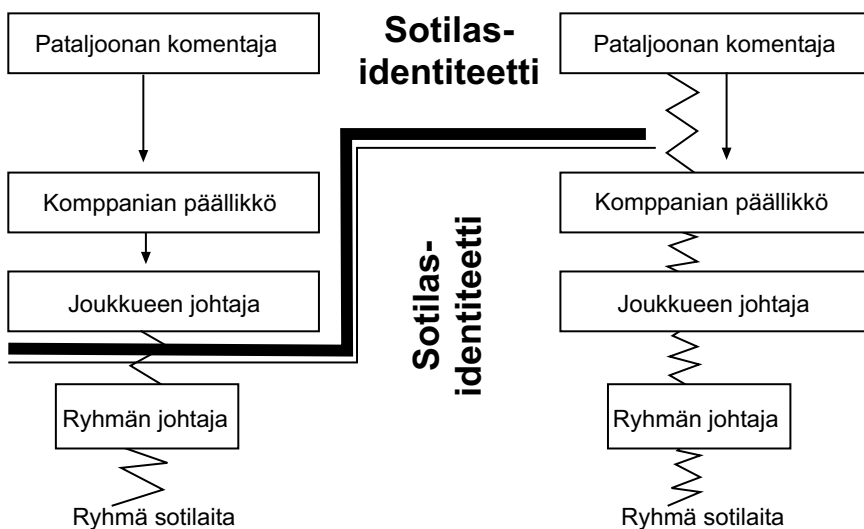 Pataljoonan komentaja
Komppanian päällikkö
Joukkueen johtaja
Ryhmän johtaja
Ryhmä sotilaita
Sotilas-
identiteetti
Sotilas-
identiteetti
Pataljoonan komentaja
Komppanian päällikkö
Joukkueen johtaja
Ryhmän johtaja
Ryhmä sotilaita